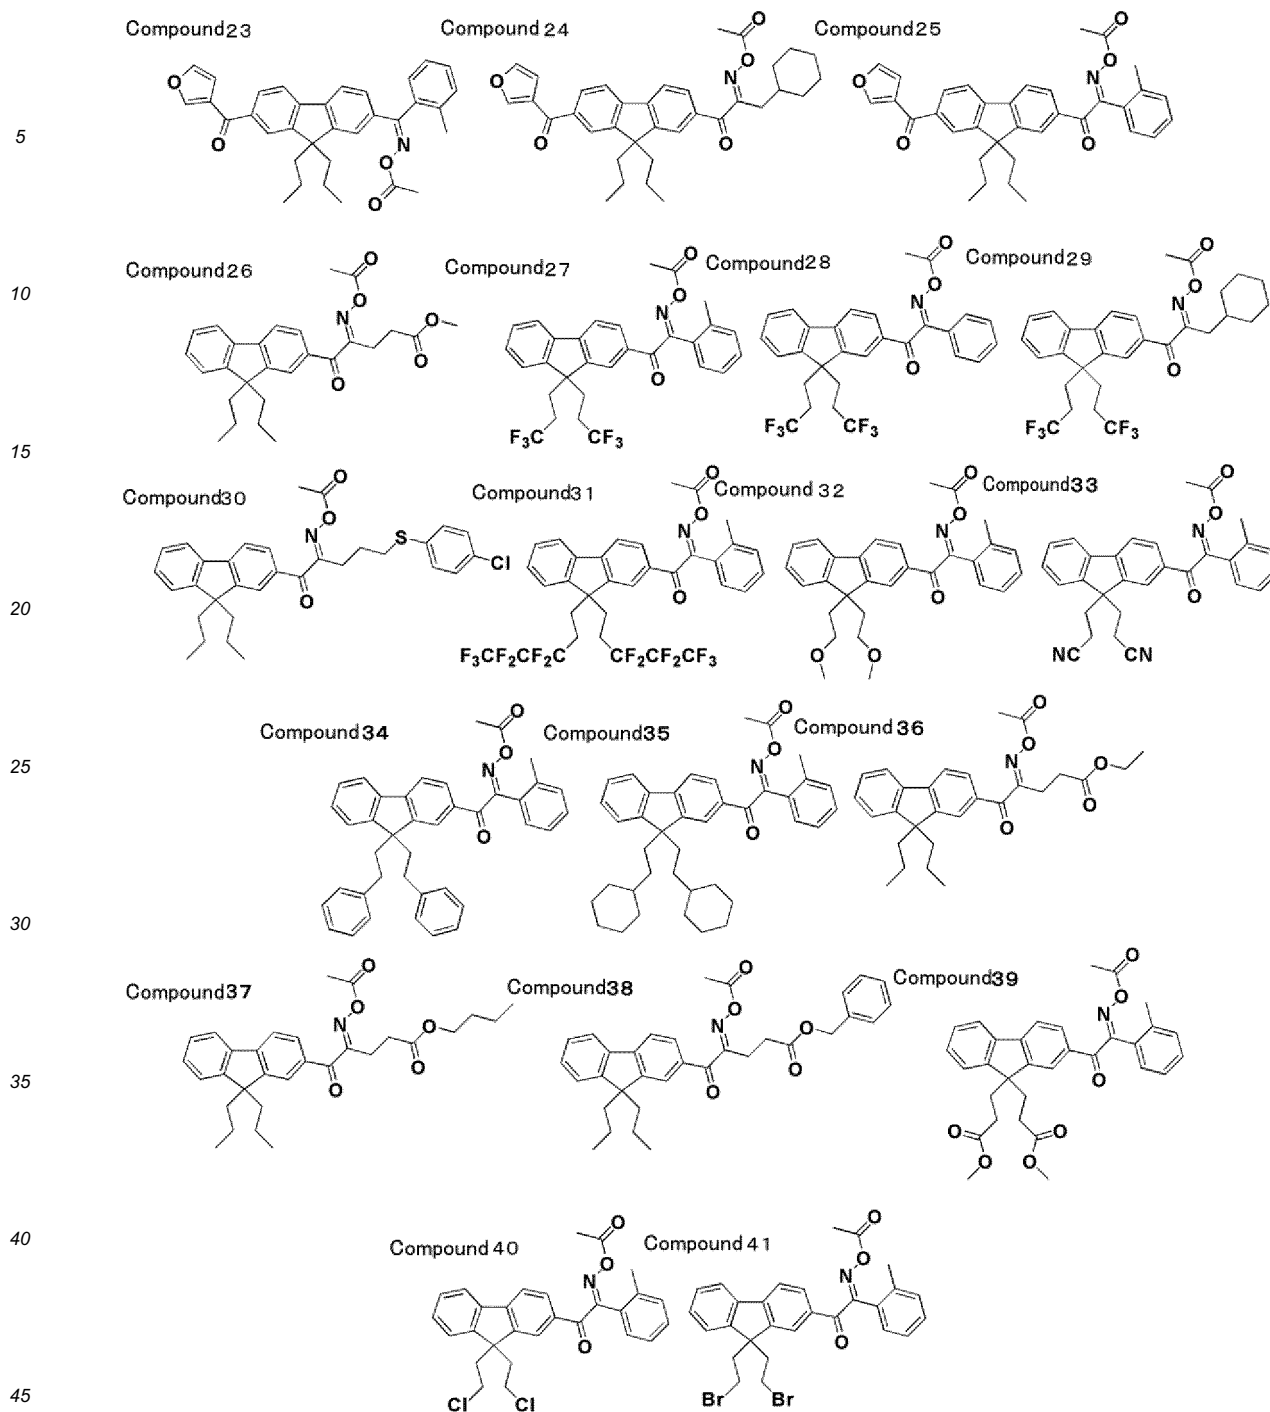 Compound23
Compound 24
Compound25
O
O
O
N
O
O
O
O
N
O
O
O
O
O
N
O
O
5
Compound26
O
O
N
O
O
O
Compound27
O
O
N
O
F3C
CF3
Compound28
O
O
N
O
F3C
CF3
Compound29
O
O
N
O
F3C
CF3
10
15
Compound30
O
O
N
O
S
Cl
Compound31
O
O
N
O
F3CF2CF2C
CF2CF2CF3
Compound 32
O
O
N
O
O
O
Compound33
O
O
N
O
NC
CN
20
Compound34
O
O
N
O
Compound35
O
O
N
O
Compound36
O
O
N
O
O
O
25
30
Compound37
O
O
N
O
O
O
Compound38
O
O
N
O
O
O
Compound39
O
O
N
O
O
O
O
O
35
40
Compound40
O
O
N
O
Cl
Cl
Compound 41
O
O
N
O
Br
Br
45